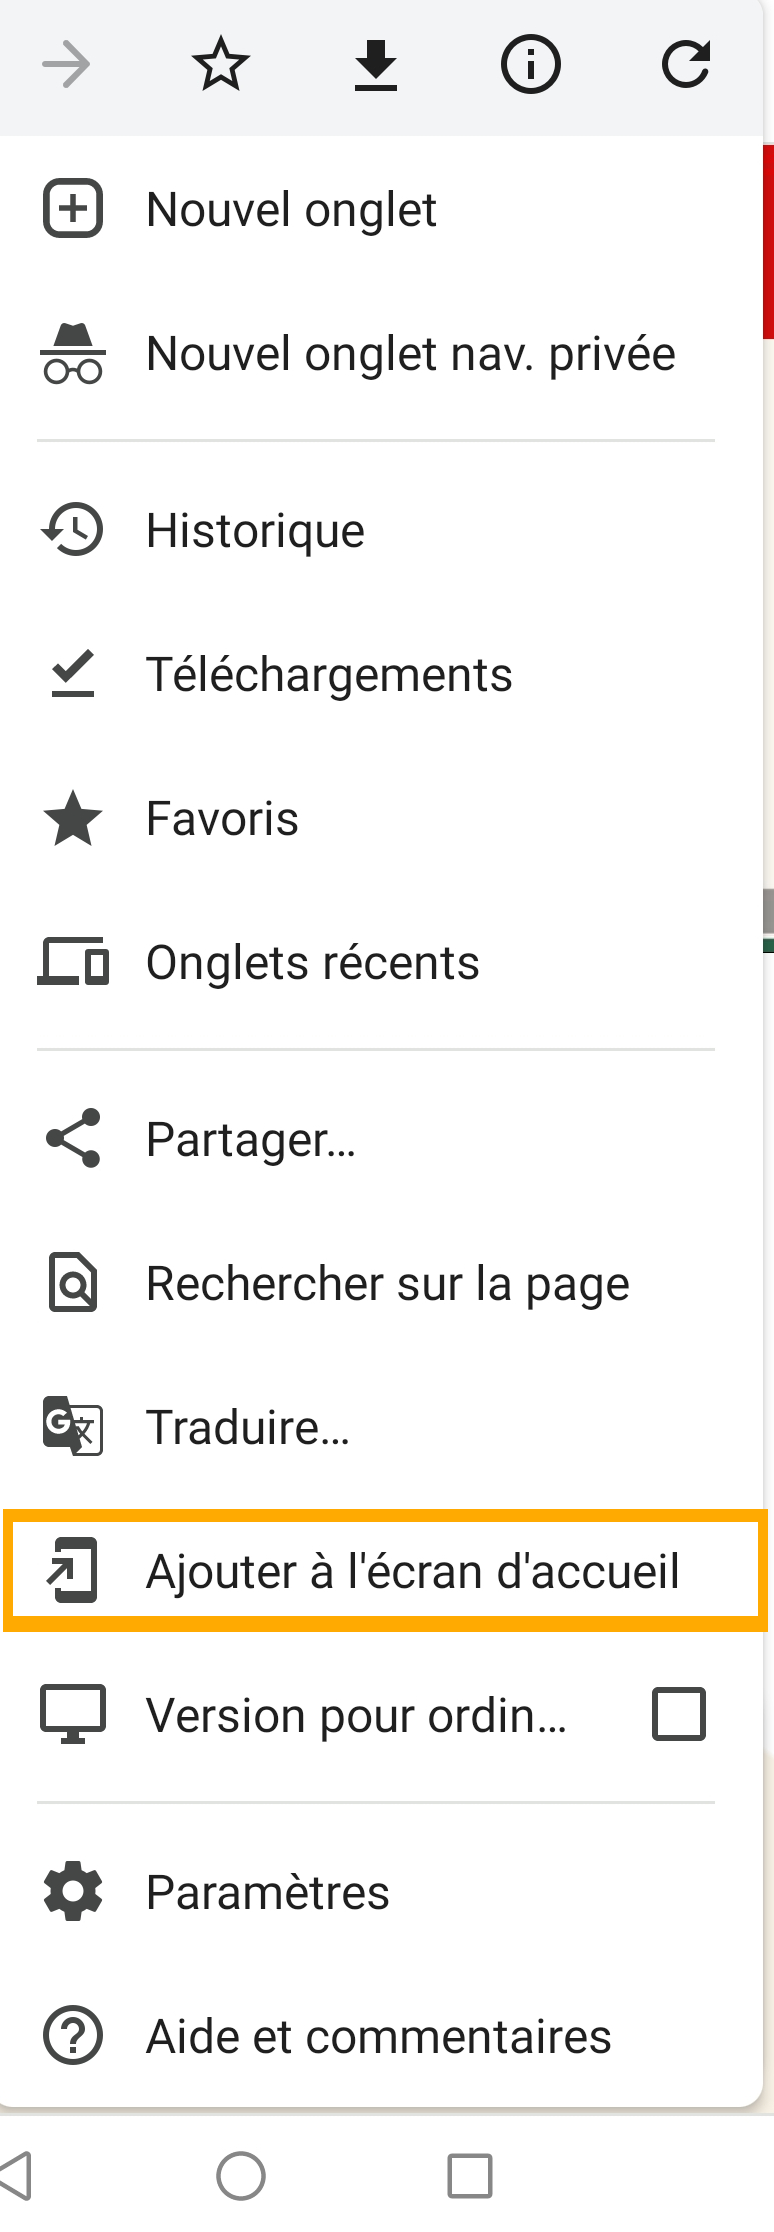 Nouvel onglet
Nouvel onglet nav. privée
Historique
Téléchargements
Favoris
Onglets récents
Partager…
Rechercher sur la page
Traduire…
Ajouter à l'écran d'accueil
Version pour ordin…
Paramètres
Aide et commentaires